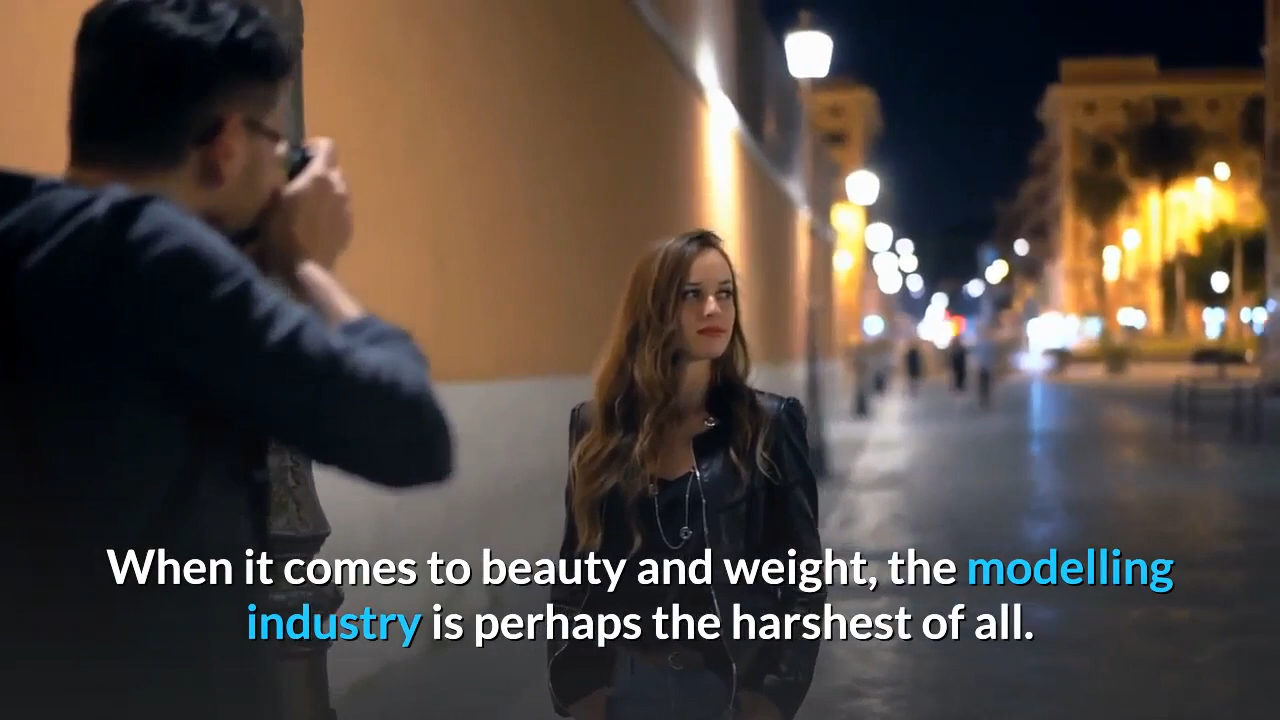 When it comes to beauty and weight, the modelling
industry is perhaps the harshest of all.